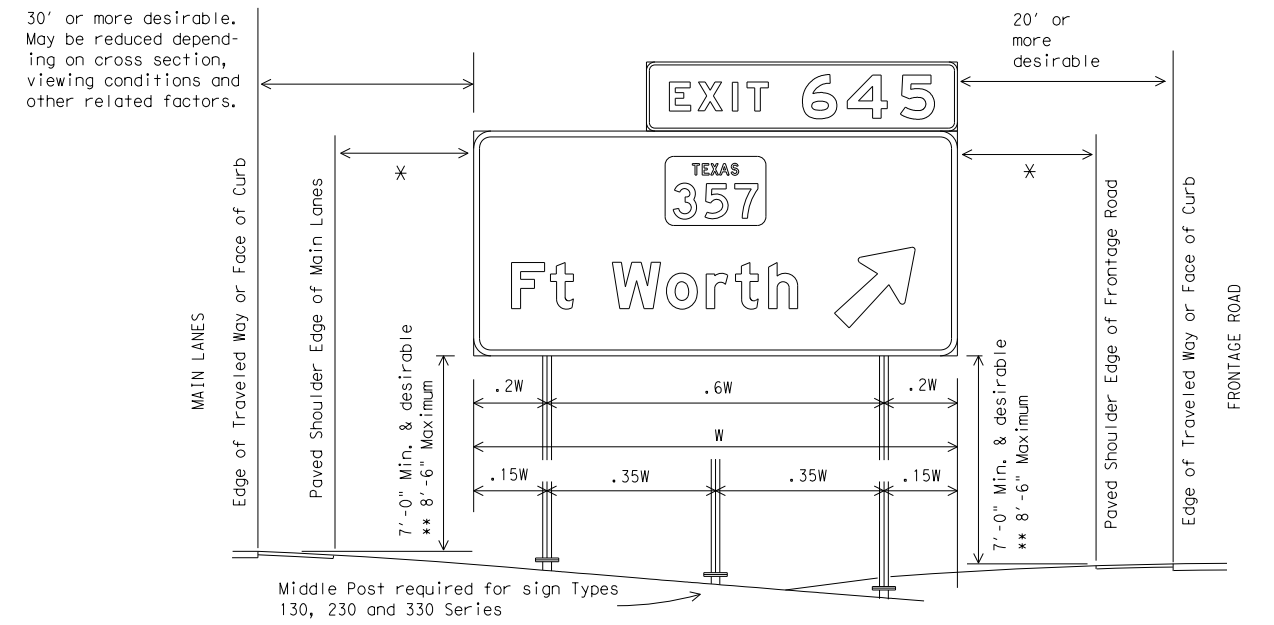 30' or more desirable.
May be reduced depend-
ing on cross section,
viewing conditions and
other related factors.
20' or
more
desirable
EXIT 645
*
*
TEXAS
357
Ft Worth
MAIN LANES
Edge of Traveled Way or Face of Curb
Paved Shoulder Edge of Main Lanes
7'-0" Min. & desirable
** 8'-6" Maximum
.2W
.6W
.2W
W
.15W
.35W
.35W
.15W
7'-0" Min. & desirable
** 8'-6" Maximum
Paved Shoulder Edge of Frontage Road
Edge of Traveled Way or Face of Curb
FRONTAGE ROAD
Middle Post required for sign Types
130, 230 and 330 Series